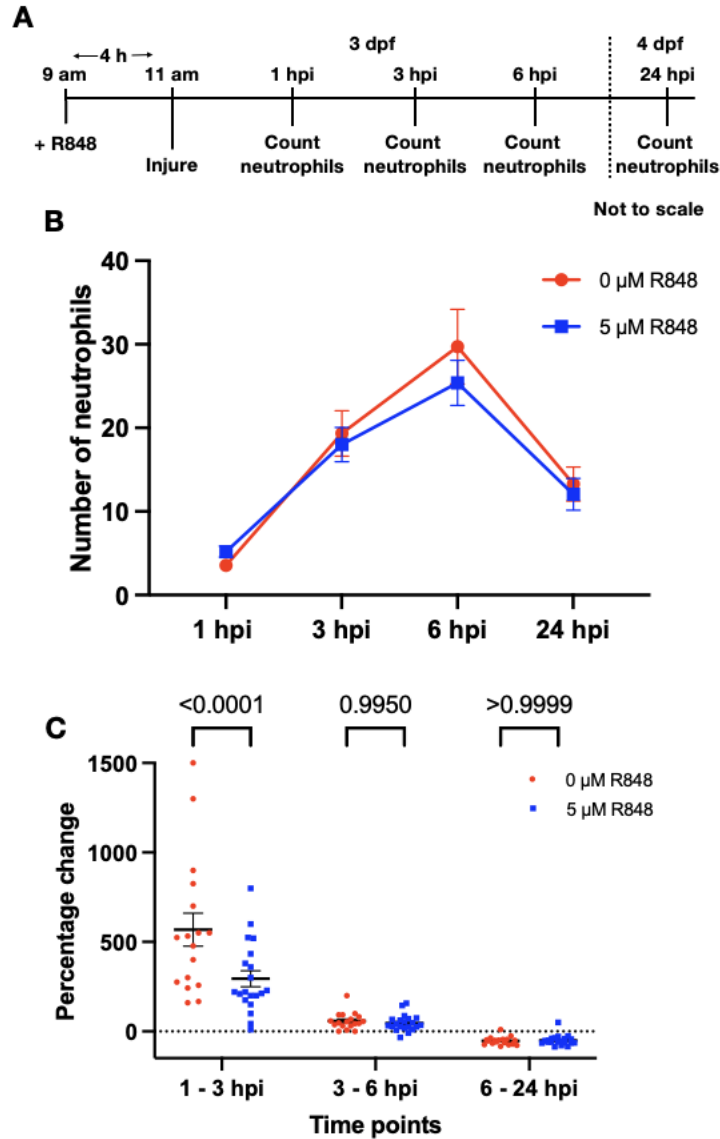 A
3 dpf
4 dpf
4 h
9 am
11 am
1 hpi
3 hpi
6 hpi
24 hpi
+ R848
Injure
Count
neutrophils
Count
neutrophils
Count
neutrophils
Count
neutrophils
Not to scale
B
Number of neutrophils
40
30
20
10
0
1 hpi
3 hpi
6 hpi
24 hpi
0 µM R848
5 µM R848
C
<0.0001
0.9950
>0.9999
Percentage change
1500
1000
500
0
0 µM R848
5 µM R848
1 - 3 hpi
3 - 6 hpi
6 - 24 hpi
Time points